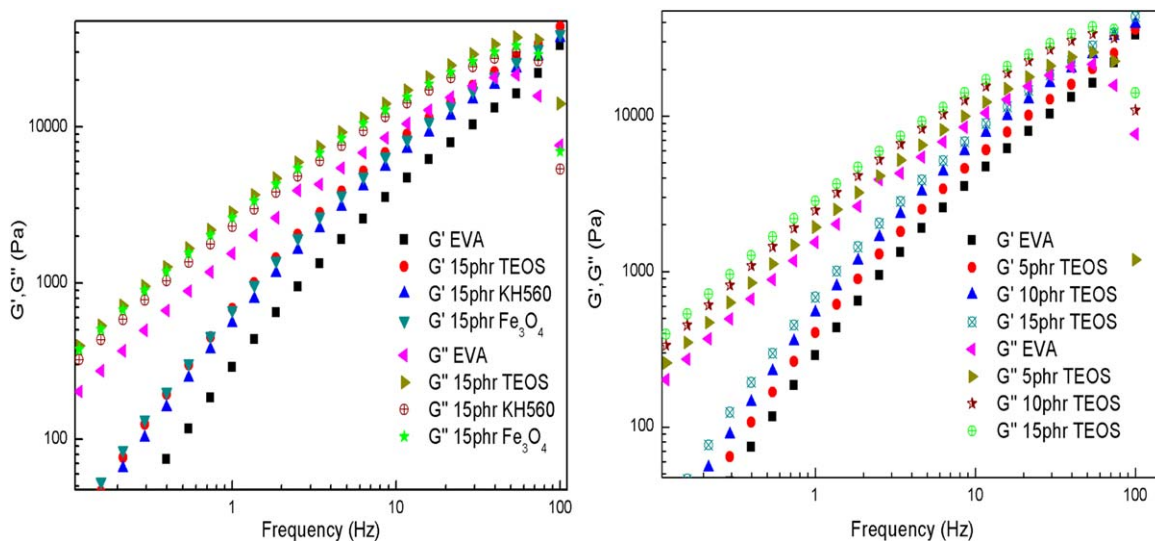 10000
1000
100
G',G'' (Pa)
G' EVA
G' 15phr TEOS
G' 15phr KH560
G' 15phr Fe₃O₄
G'' EVA
G'' 15phr TEOS
G'' 15phr KH560
G'' 15phr Fe₃O₄
1 10 100
Frequency (Hz)
10000
1000
100
G',G'' (Pa)
G' EVA
G' 5phr TEOS
G' 10phr TEOS
G' 15phr TEOS
G'' EVA
G'' 5phr TEOS
G'' 10phr TEOS
G'' 15phr TEOS
1 10 100
Frequency (Hz)